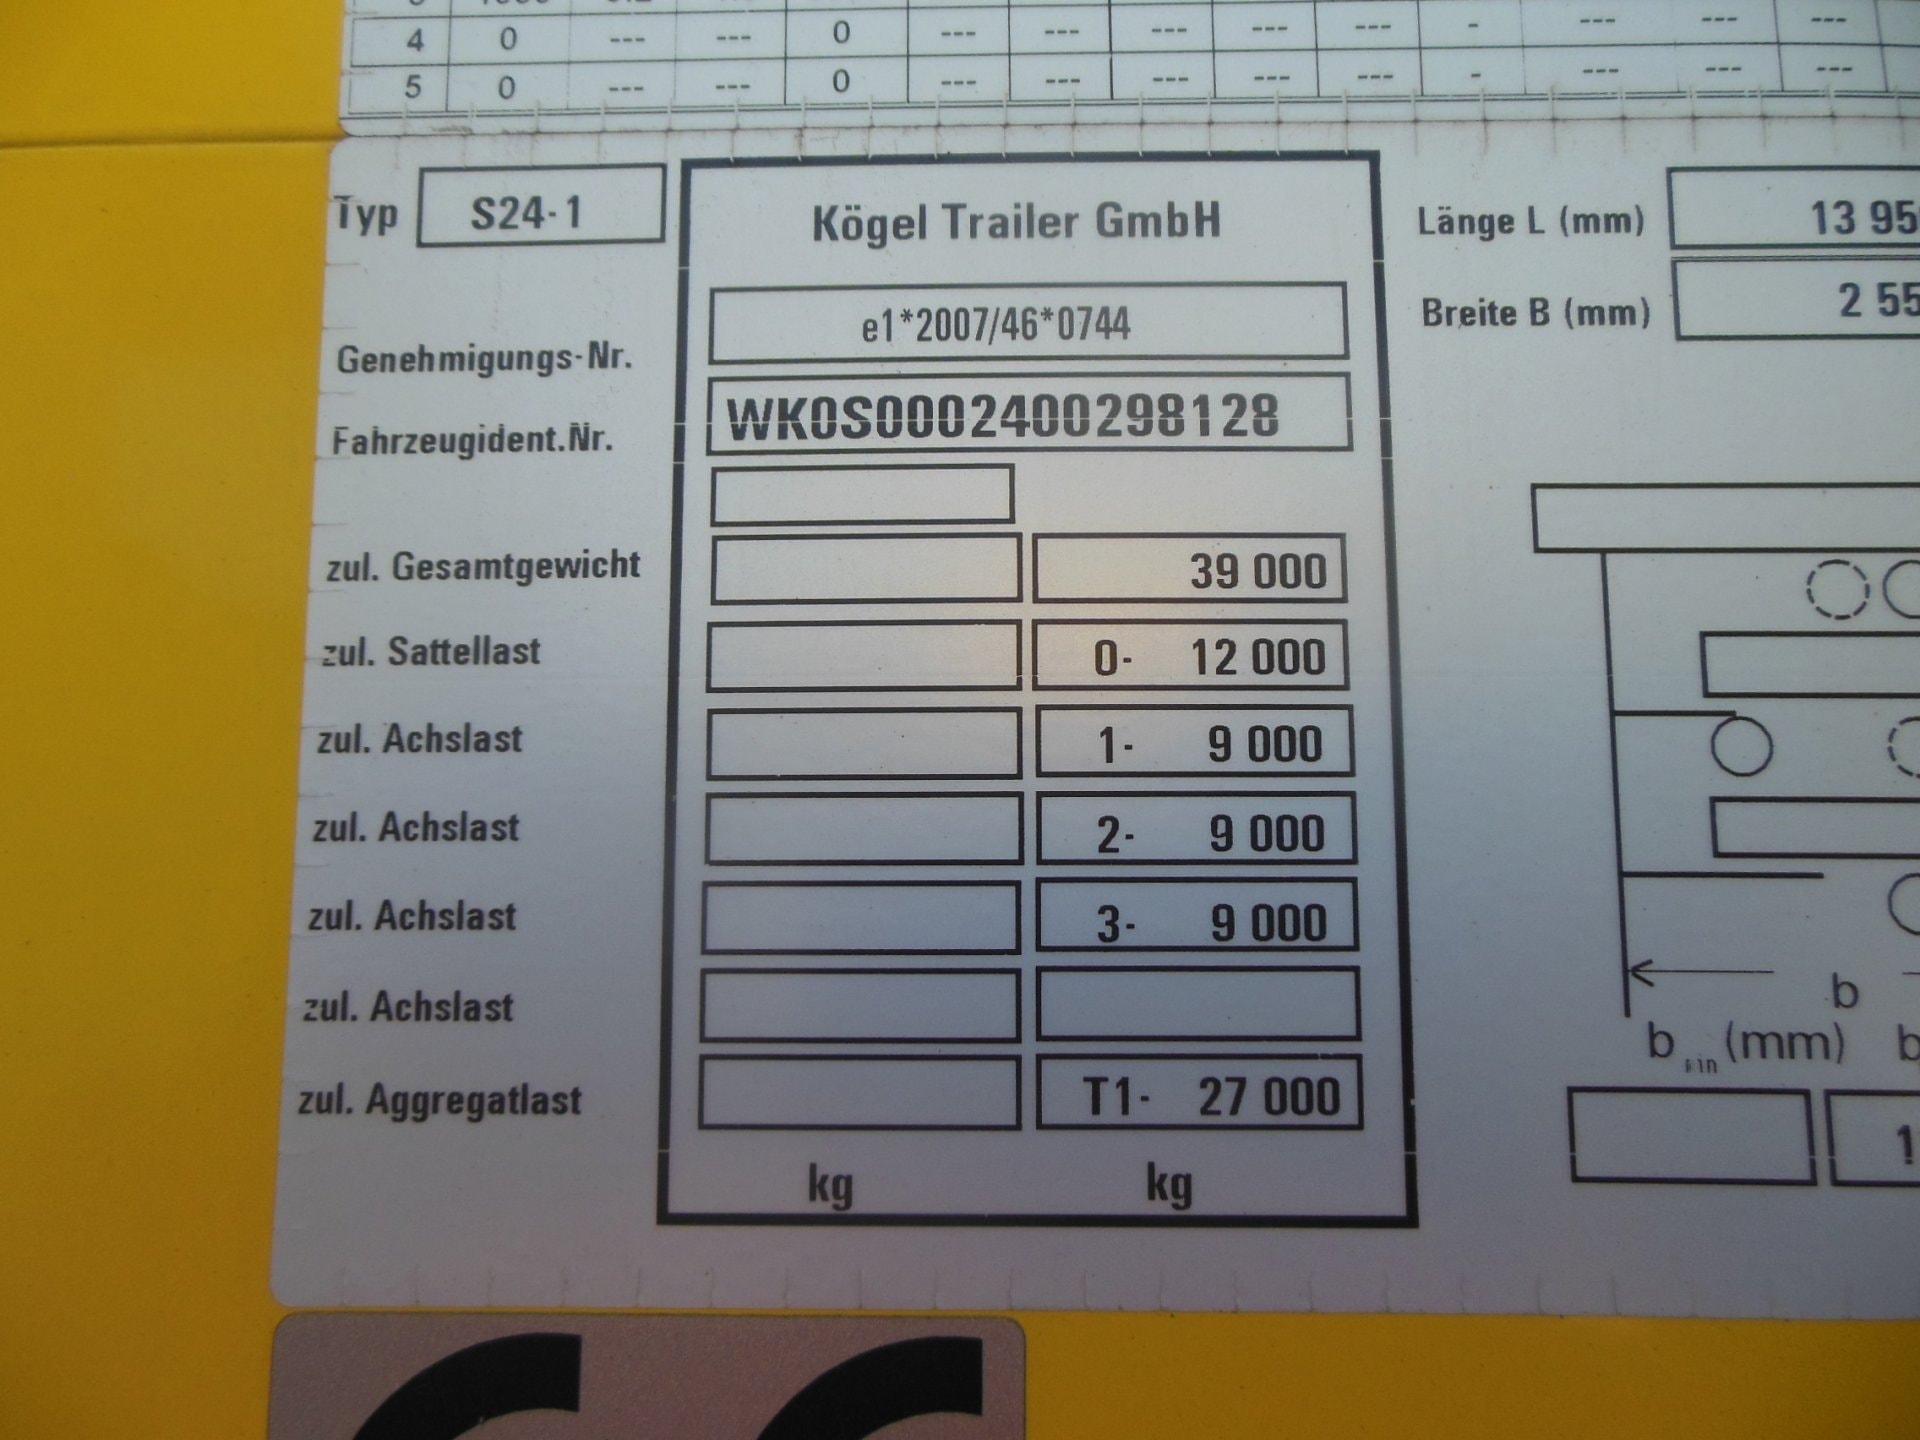 4 0 --- --- 0 --- --- --- --- --- - --- --- ---
5 0 --- --- 0 --- --- --- --- --- - --- --- ---
Typ S24-1
Kögel Trailer GmbH
Länge L (mm) 13 95
Breite B (mm) 2 55
Genehmigungs-Nr. e1*2007/46*0744
Fahrzeugident.Nr. WK0S0002400298128
zul. Gesamtgewicht 39 000
zul. Sattellast 0- 12 000
zul. Achslast 1- 9 000
zul. Achslast 2- 9 000
zul. Achslast 3- 9 000
zul. Achslast
b
b min (mm) b
zul. Aggregatlast T1- 27 000
1
kg kg
CE